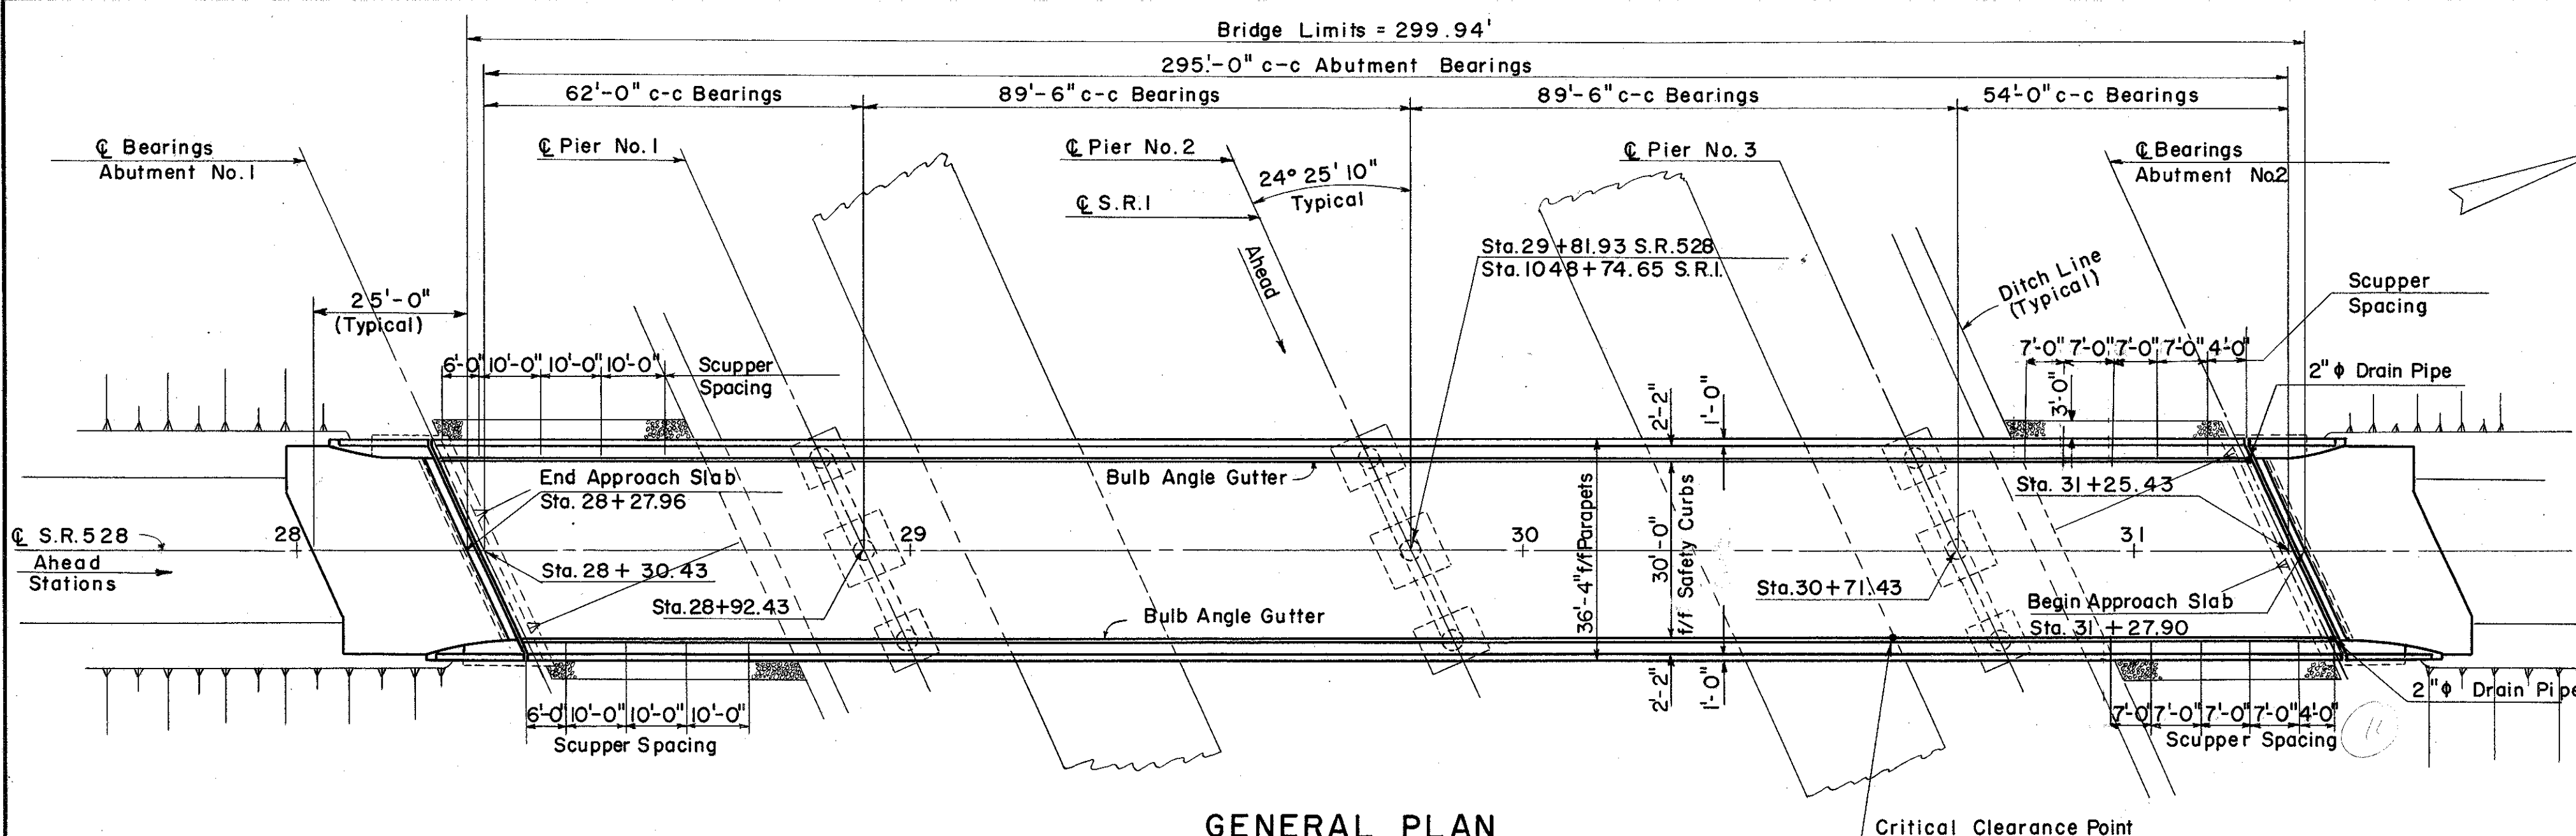 Bridge Limits = 299.94'
295'-0" c-c Abutment Bearings
62'-0" c-c Bearings
89'-6" c-c Bearings
89'-6" c-c Bearings
54'-0" c-c Bearings
℄ Bearings
Abutment No.1
℄ Pier No.1
℄ Pier No.2
℄ S.R.1
24° 25' 10"
Typical
℄ Pier No. 3
℄ Bearings
Abutment No.2
Ahead
Sta. 29 +81.93 S.R.528
Sta. 1048+74.65 S.R.1.
Ditch Line
(Typical)
Scupper
Spacing
25'-0"
(Typical)
6'-0" 10'-0" 10'-0" 10'-0"
Scupper
Spacing
7'-0" 7'-0" 7'-0" 7'-0" 4'-0"
3'-0"
2" φ Drain Pipe
2'-2"
1'-0"
End Approach Slab
Sta. 28+27.96
Bulb Angle Gutter
Sta. 31+25.43
36'-4" f/f Parapets
30'-0"
f/f Safety Curbs
℄ S.R.528
Ahead
Stations
28
29
30
31
Sta. 28 + 30.43
Sta. 28+92.43
Sta. 30+71.43
Begin Approach Slab
Sta. 31 + 27.90
Bulb Angle Gutter
2'-2"
1'-0"
6'-0" 10'-0" 10'-0" 10'-0"
Scupper Spacing
7'-0" 7'-0" 7'-0" 7'-0" 4'-0"
Scupper Spacing
2"φ Drain Pipe
11
GENERAL PLAN
Critical Clearance Point